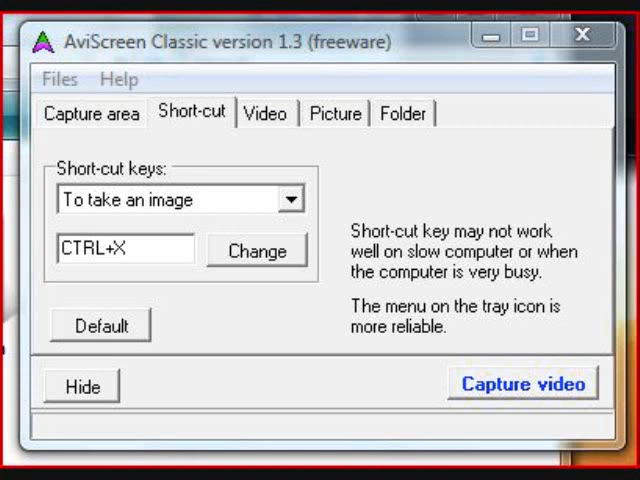 AviScreen Classic version 1.3 (freeware)
Files Help
Capture area Short-cut Video Picture Folder
Short-cut keys:
To take an image
CTRL+X Change
Short-cut key may not work
well on slow computer or when
the computer is very busy.
The menu on the tray icon is
more reliable.
Default
Hide Capture video